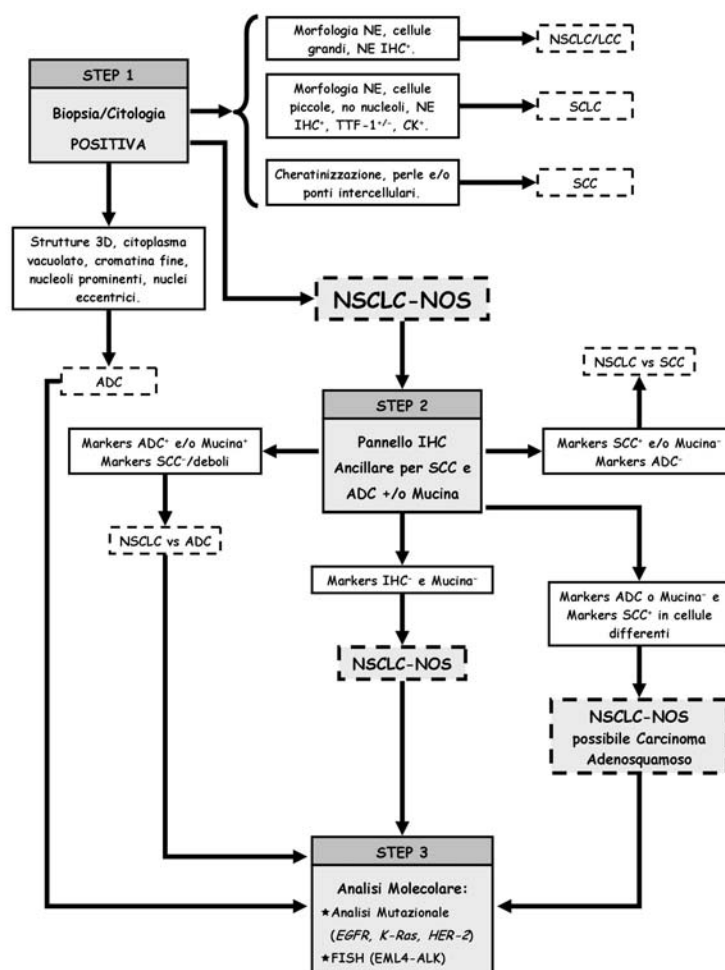 Morfologia NE, cellule
grandi, NE IHC⁺.
NSCLC/LCC
STEP 1
Biopsia/Citologia
POSITIVA
Morfologia NE, cellule
piccole, no nucleoli, NE
IHC⁺, TTF-1⁺/⁻, CK⁺.
SCLC
Cheratinizzazione, perle e/o
ponti intercellulari.
SCC
Strutture 3D, citoplasma
vacuolato, cromatina fine,
nucleoli prominenti, nuclei
eccentrici.
NSCLC-NOS
ADC
NSCLC vs SCC
STEP 2
Pannello IHC
Ancillare per SCC e
ADC +/o Mucina
Markers ADC⁺ e/o Mucina⁺
Markers SCC⁻/deboli
Markers SCC⁺ e/o Mucina⁻
Markers ADC⁻
NSCLC vs ADC
Markers IHC⁻ e Mucina⁻
Markers ADC o Mucina⁻ e
Markers SCC⁺ in cellule
differenti
NSCLC-NOS
NSCLC-NOS
possibile Carcinoma
Adenosquamoso
STEP 3
Analisi Molecolare:
★Analisi Mutazionale
(EGFR, K-Ras, HER-2)
★FISH (EML4-ALK)